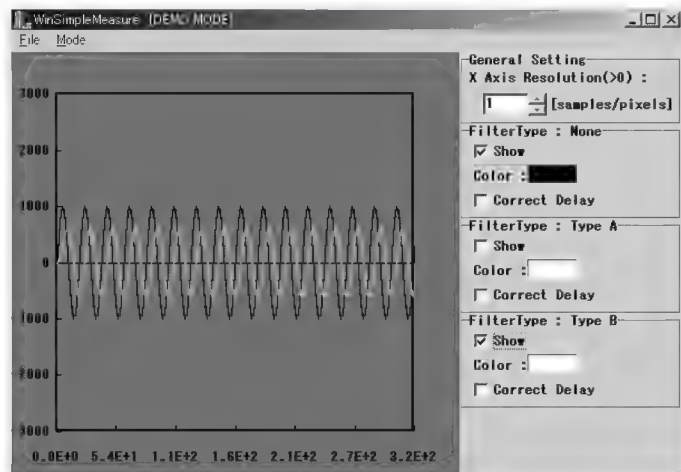 WinSimpleMeasure [DEMO MODE]
File Mode
General Setting
X Axis Resolution(>0) :
1 [samples/pixels]
FilterType : None
Show
Color :
Correct Delay
FilterType : Type A
Show
Color :
Correct Delay
FilterType : Type B
Show
Color :
Correct Delay
3000
2000
1000
0
1000
2000
3000
0.0E+0 5.4E+1 1.1E+2 1.6E+2 2.1E+2 2.7E+2 3.2E+2